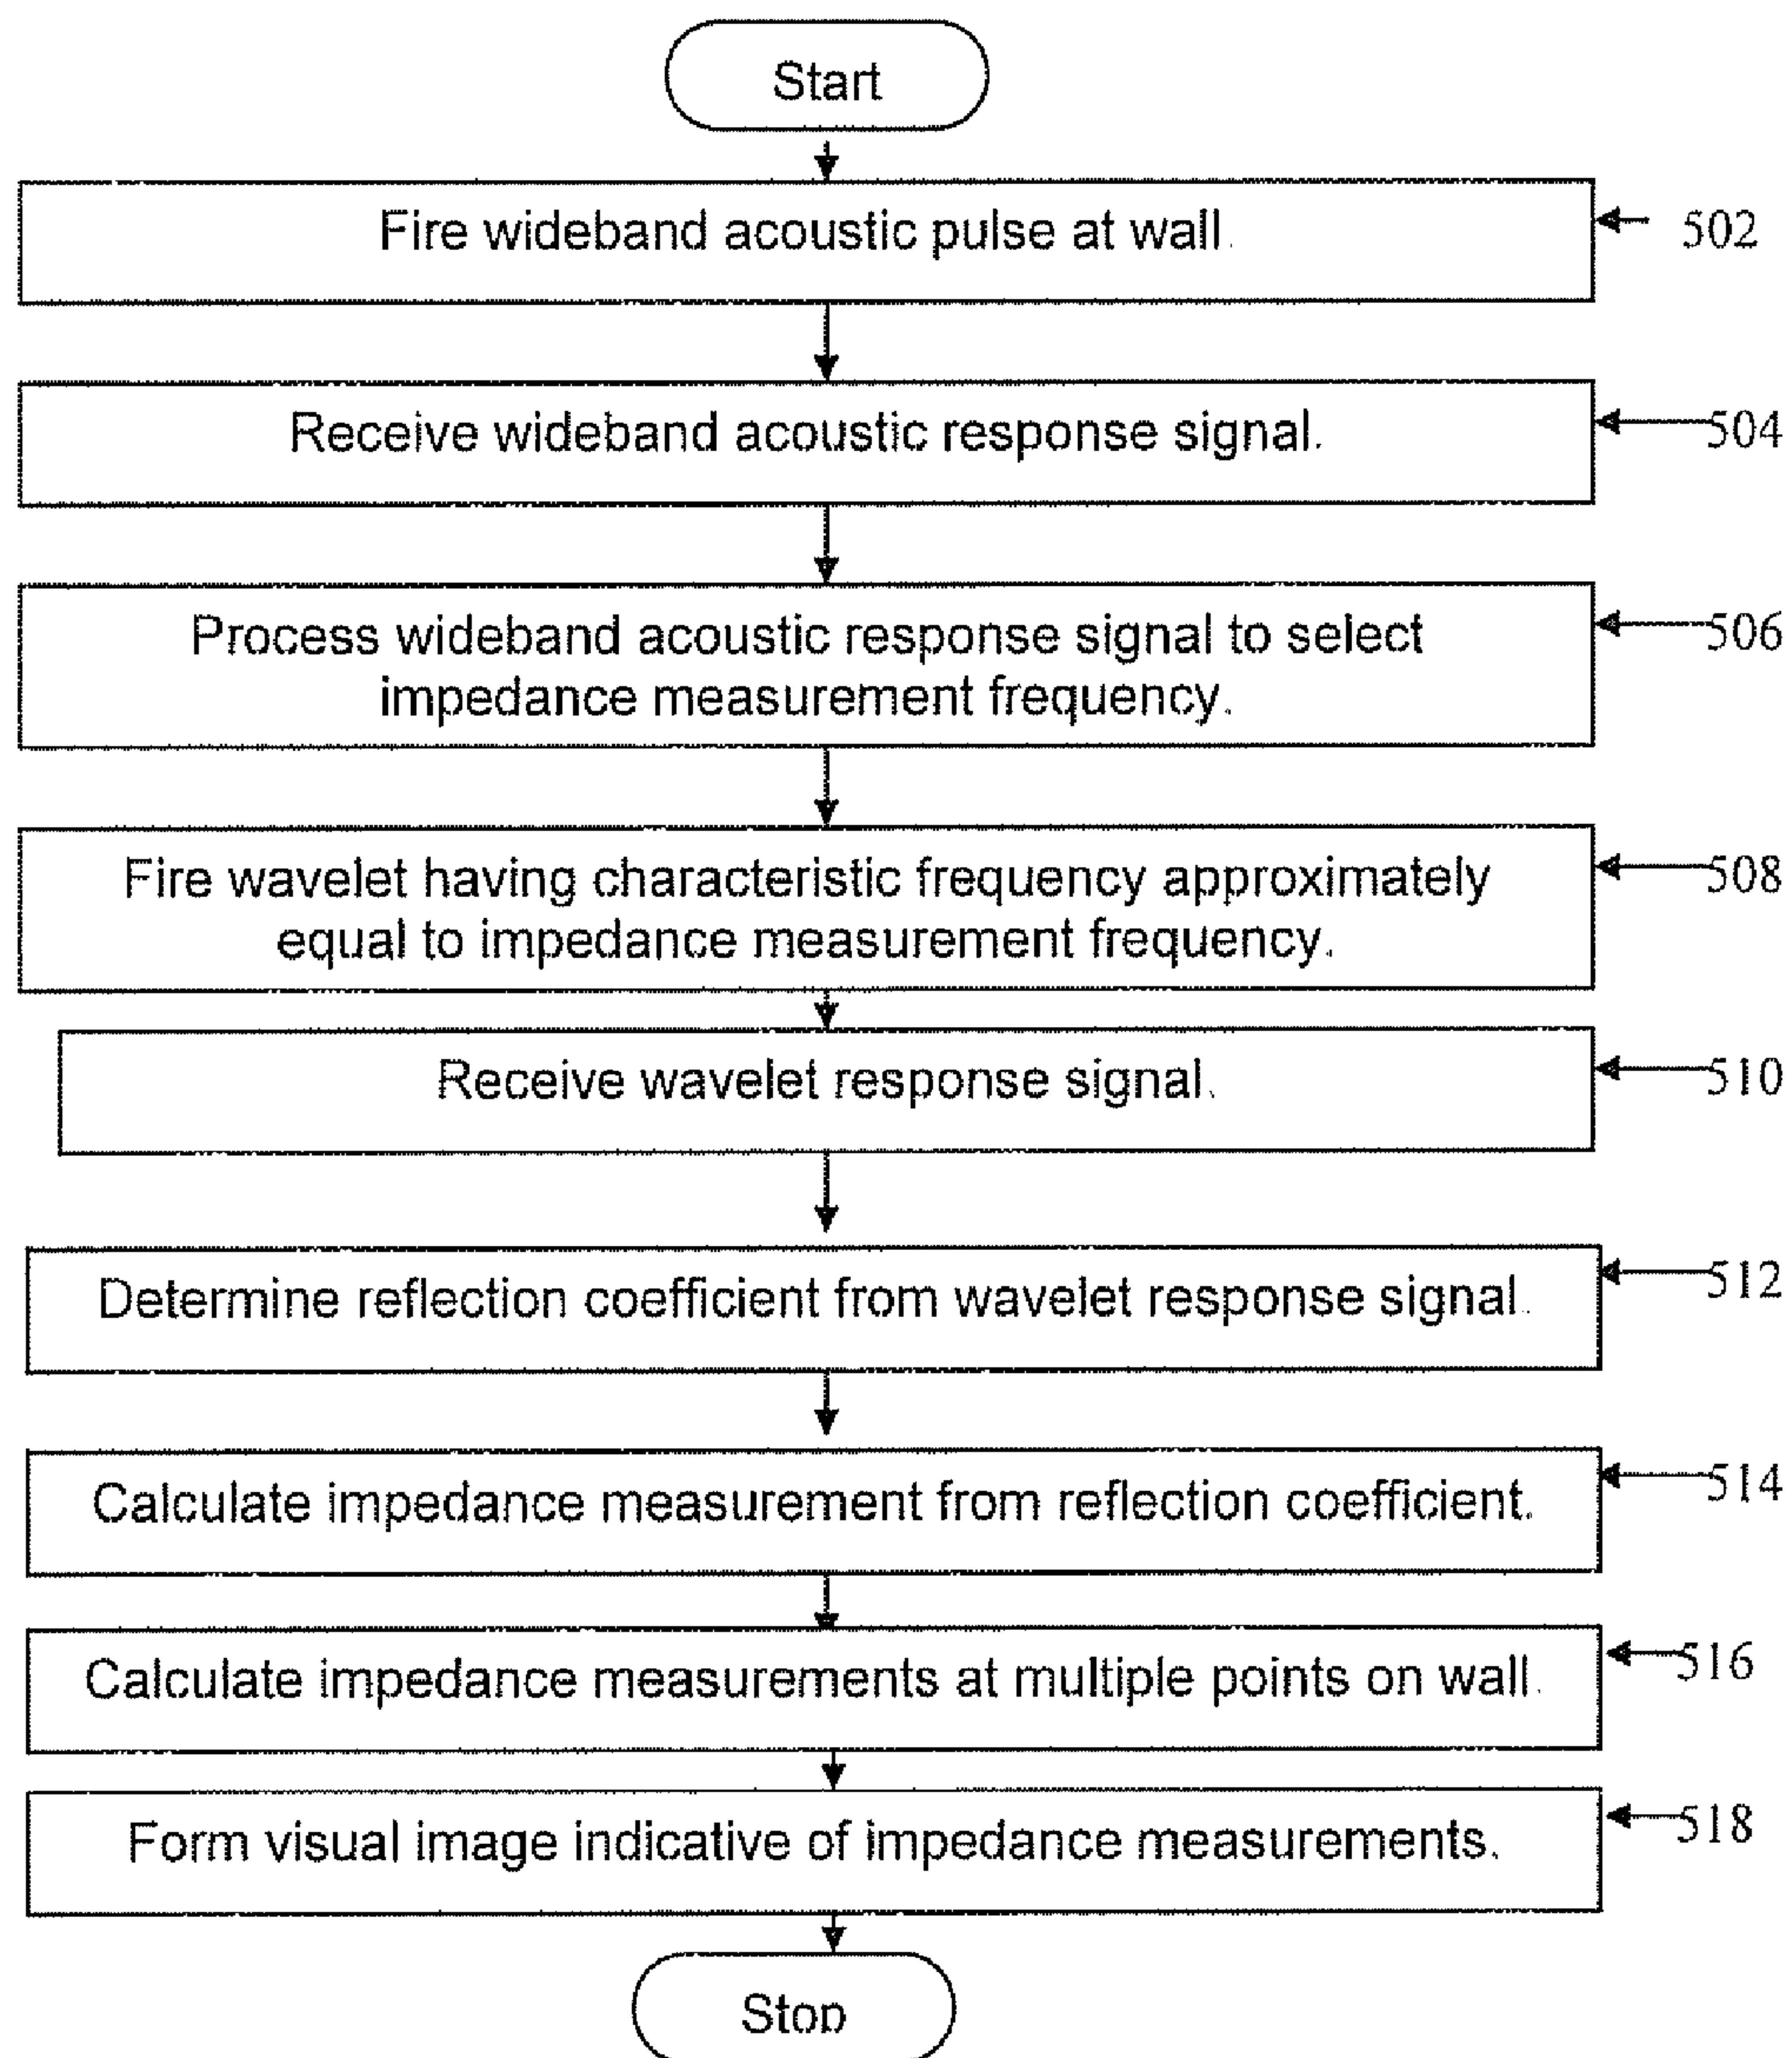 Start
Fire wideband acoustic pulse at wall.
502
Receive wideband acoustic response signal.
504
Process wideband acoustic response signal to select
impedance measurement frequency.
506
Fire wavelet having characteristic frequency approximately
equal to impedance measurement frequency.
508
Receive wavelet response signal.
510
Determine reflection coefficient from wavelet response signal.
512
Calculate impedance measurement from reflection coefficient.
514
Calculate impedance measurements at multiple points on wall.
516
Form visual image indicative of impedance measurements.
518
Stop